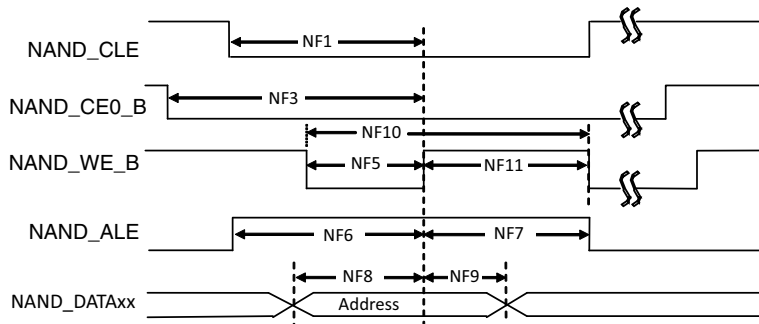 NAND_CLE
NF1
NAND_CE0_B
NF3
NF10
NAND_WE_B
NF5
NF11
NAND_ALE
NF6
NF7
NF8
NF9
NAND_DATAxx
Address